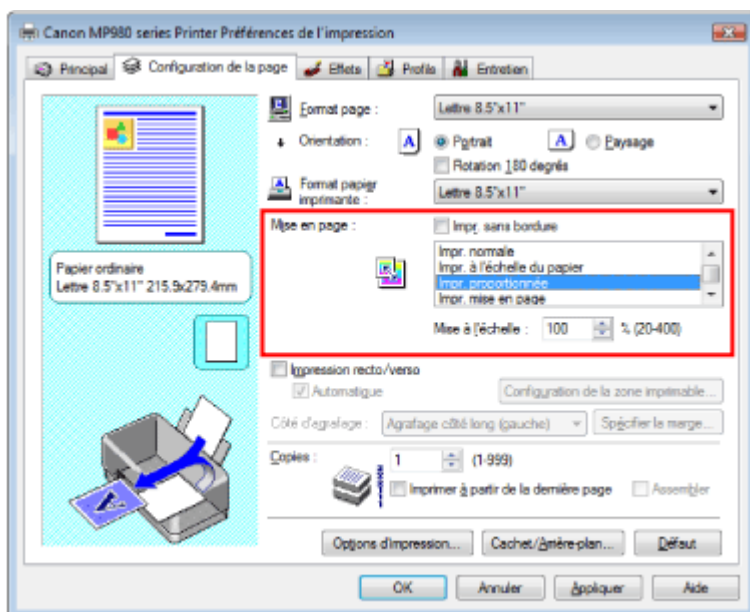 Canon MP980 series Printer Préférences de l'impression
Principal Configuration de la page Effets Profils Entretien
Format page : Lettre 8.5"x11"
Orientation : A Portrait A Paysage
Rotation 180 degrés
Format papier
imprimante : Lettre 8.5"x11"
Mise en page : Impr. sans bordure
Impr. normale
Impr. à l'échelle du papier
Impr. proportionnée
Impr. mise en page
Papier ordinaire
Lettre 8.5"x11" 215.9x279.4mm
Mise à l'échelle : 100 % (20-400)
Impression recto/verso
Automatique Configuration de la zone imprimable...
Côté d'agrafage : Agrafage côté long (gauche) Spécifier la marge...
Copies : 1 (1-999)
Imprimer à partir de la dernière page Assembler
Options d'impression... Cachet/Arrière-plan... Défaut
OK Annuler Appliquer Aide